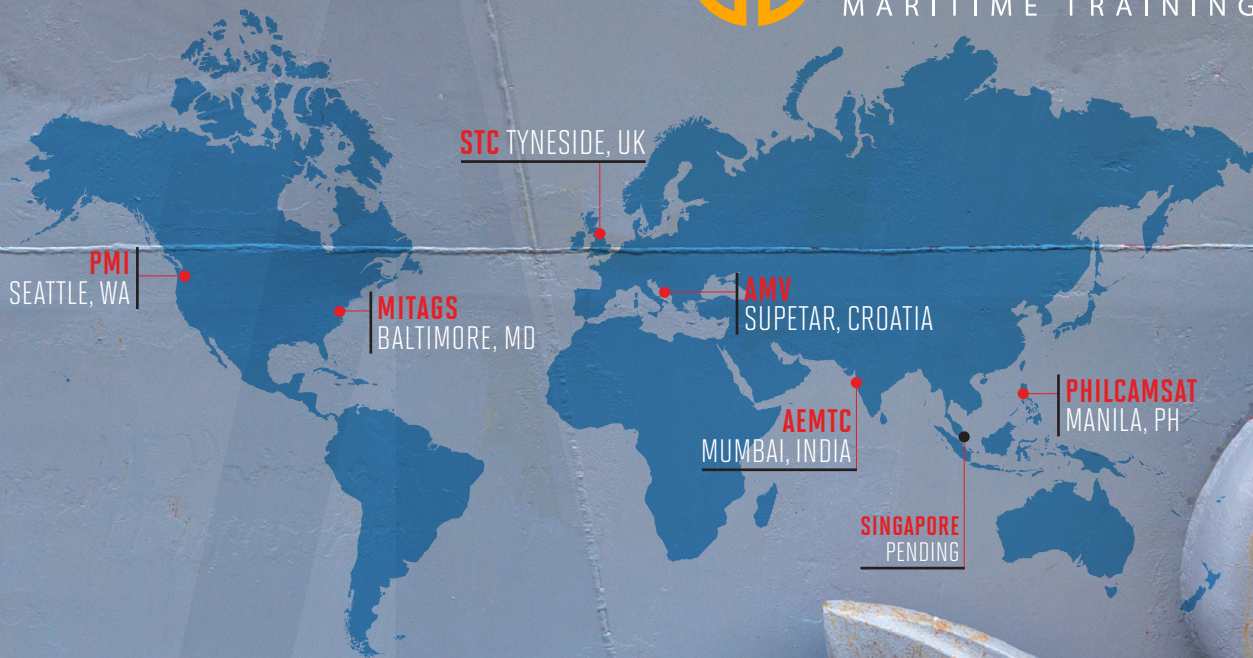 MARITIME TRAINING
STC TYNESIDE, UK
PMI
SEATTLE, WA
MITAGS
BALTIMORE, MD
AMV
SUPETAR, CROATIA
AEMTC
MUMBAI, INDIA
PHILCAMSAT
MANILA, PH
SINGAPORE
PENDING